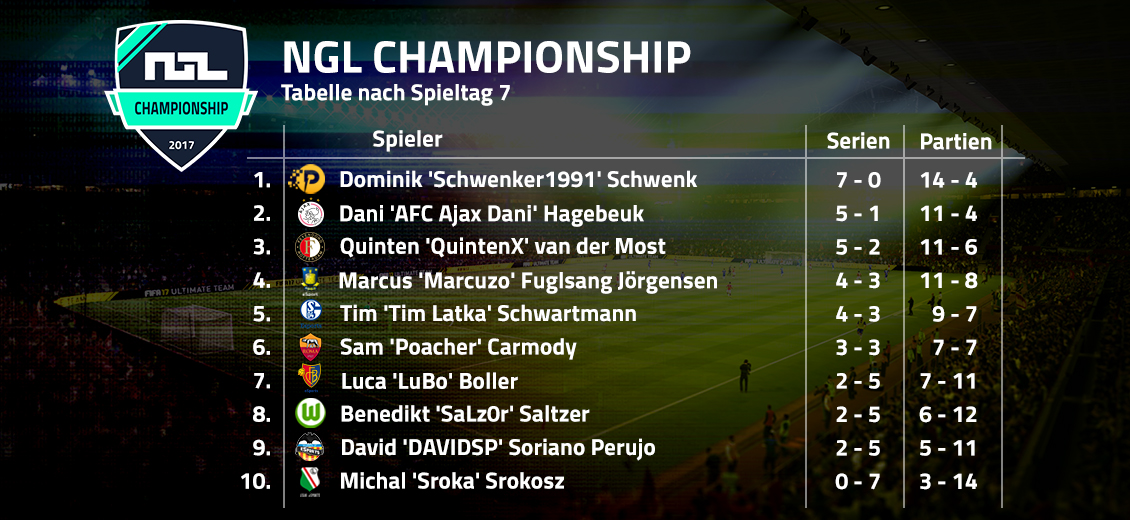 NGL
CHAMPIONSHIP
2017
NGL CHAMPIONSHIP
Tabelle nach Spieltag 7
Spieler Serien Partien
1. Dominik 'Schwenker1991' Schwenk 7 - 0 14 - 4
2. Dani 'AFC Ajax Dani' Hagebeuk 5 - 1 11 - 4
3. Quinten 'QuintenX' van der Most 5 - 2 11 - 6
4. Marcus 'Marcuzo' Fuglsang Jörgensen 4 - 3 11 - 8
5. Tim 'Tim Latka' Schwartmann 4 - 3 9 - 7
6. Sam 'Poacher' Carmody 3 - 3 7 - 7
7. Luca 'LuBo' Boller 2 - 5 7 - 11
8. Benedikt 'SaLz0r' Saltzer 2 - 5 6 - 12
9. David 'DAVIDSP' Soriano Perujo 2 - 5 5 - 11
10. Michal 'Sroka' Srokosz 0 - 7 3 - 14
FIFA 17 ULTIMATE TEAM